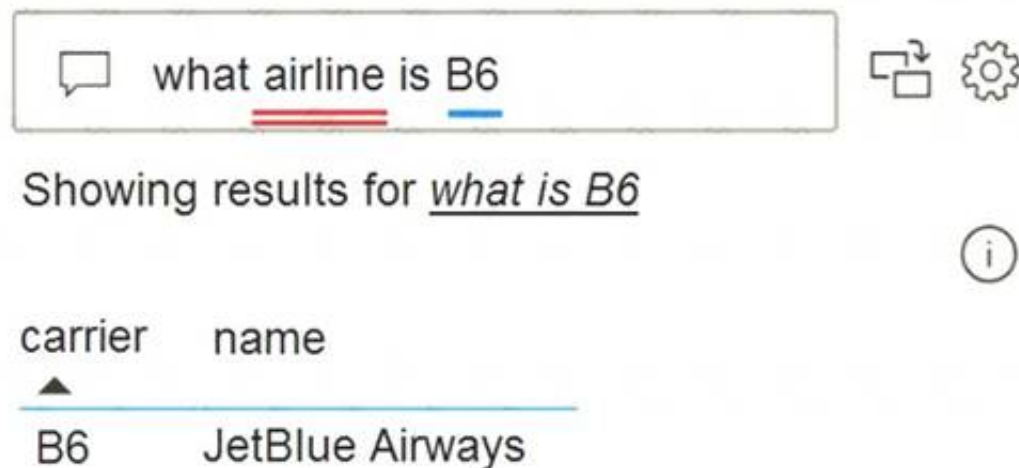 what airline is B6
Showing results for what is B6
i
carrier name
B6 JetBlue Airways